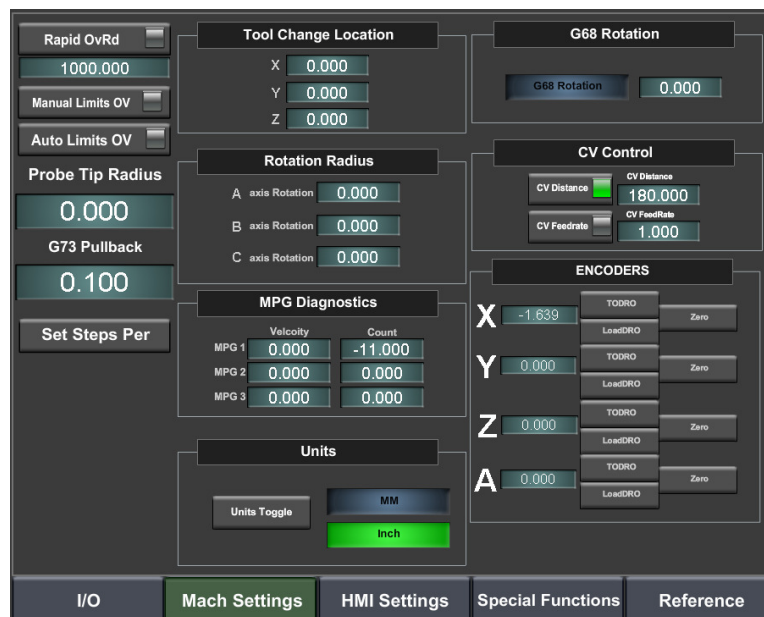 Rapid OvRd
1000.000
Manual Limits OV
Auto Limits OV
Probe Tip Radius
0.000
G73 Pullback
0.100
Set Steps Per
Tool Change Location
X 0.000
Y 0.000
Z 0.000
Rotation Radius
A axis Rotation 0.000
B axis Rotation 0.000
C axis Rotation 0.000
MPG Diagnostics
Velcoity Count
MPG 1 0.000 -11.000
MPG 2 0.000 0.000
MPG 3 0.000 0.000
Units
Units Toggle
MM
Inch
G68 Rotation
G68 Rotation 0.000
CV Control
CV Distance
CV Distance
180.000
CV Feedrate
CV FeedRate
1.000
ENCODERS
X -1.639 TODRO Zero
LoadDRO
Y 0.000 TODRO Zero
LoadDRO
Z 0.000 TODRO Zero
LoadDRO
A 0.000 TODRO Zero
LoadDRO
I/O Mach Settings HMI Settings Special Functions Reference